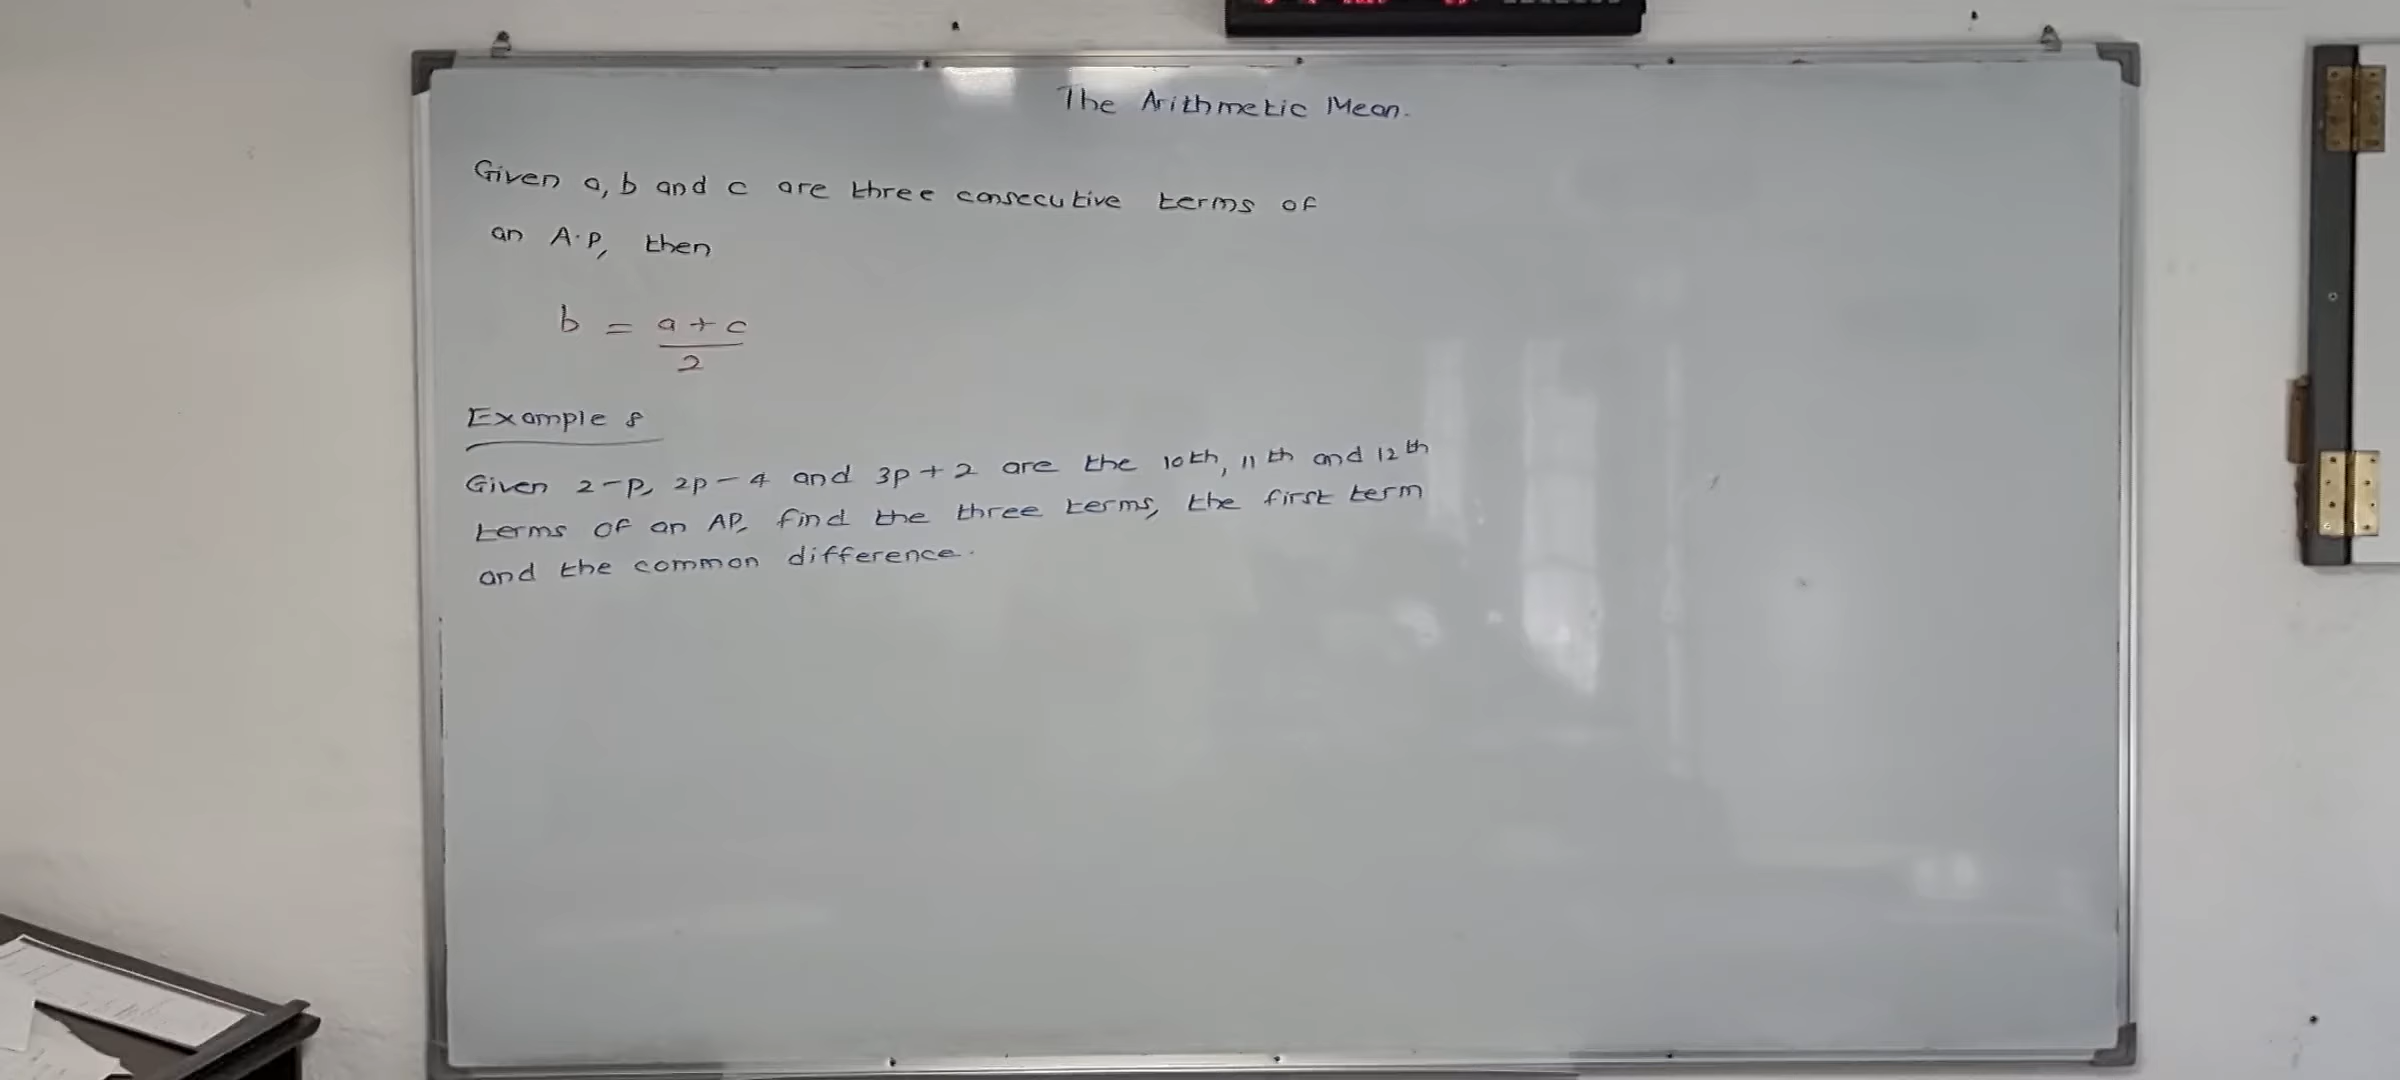 The Arithmetic Mean.
Given a, b and c are three consecutive terms of
an A.P, then
b = a + c
2
Example 8
Given 2-p, 2p-4 and 3p+2 are the 10th, 11th and 12th
terms of an AP, find the three terms, the first term
and the common difference.